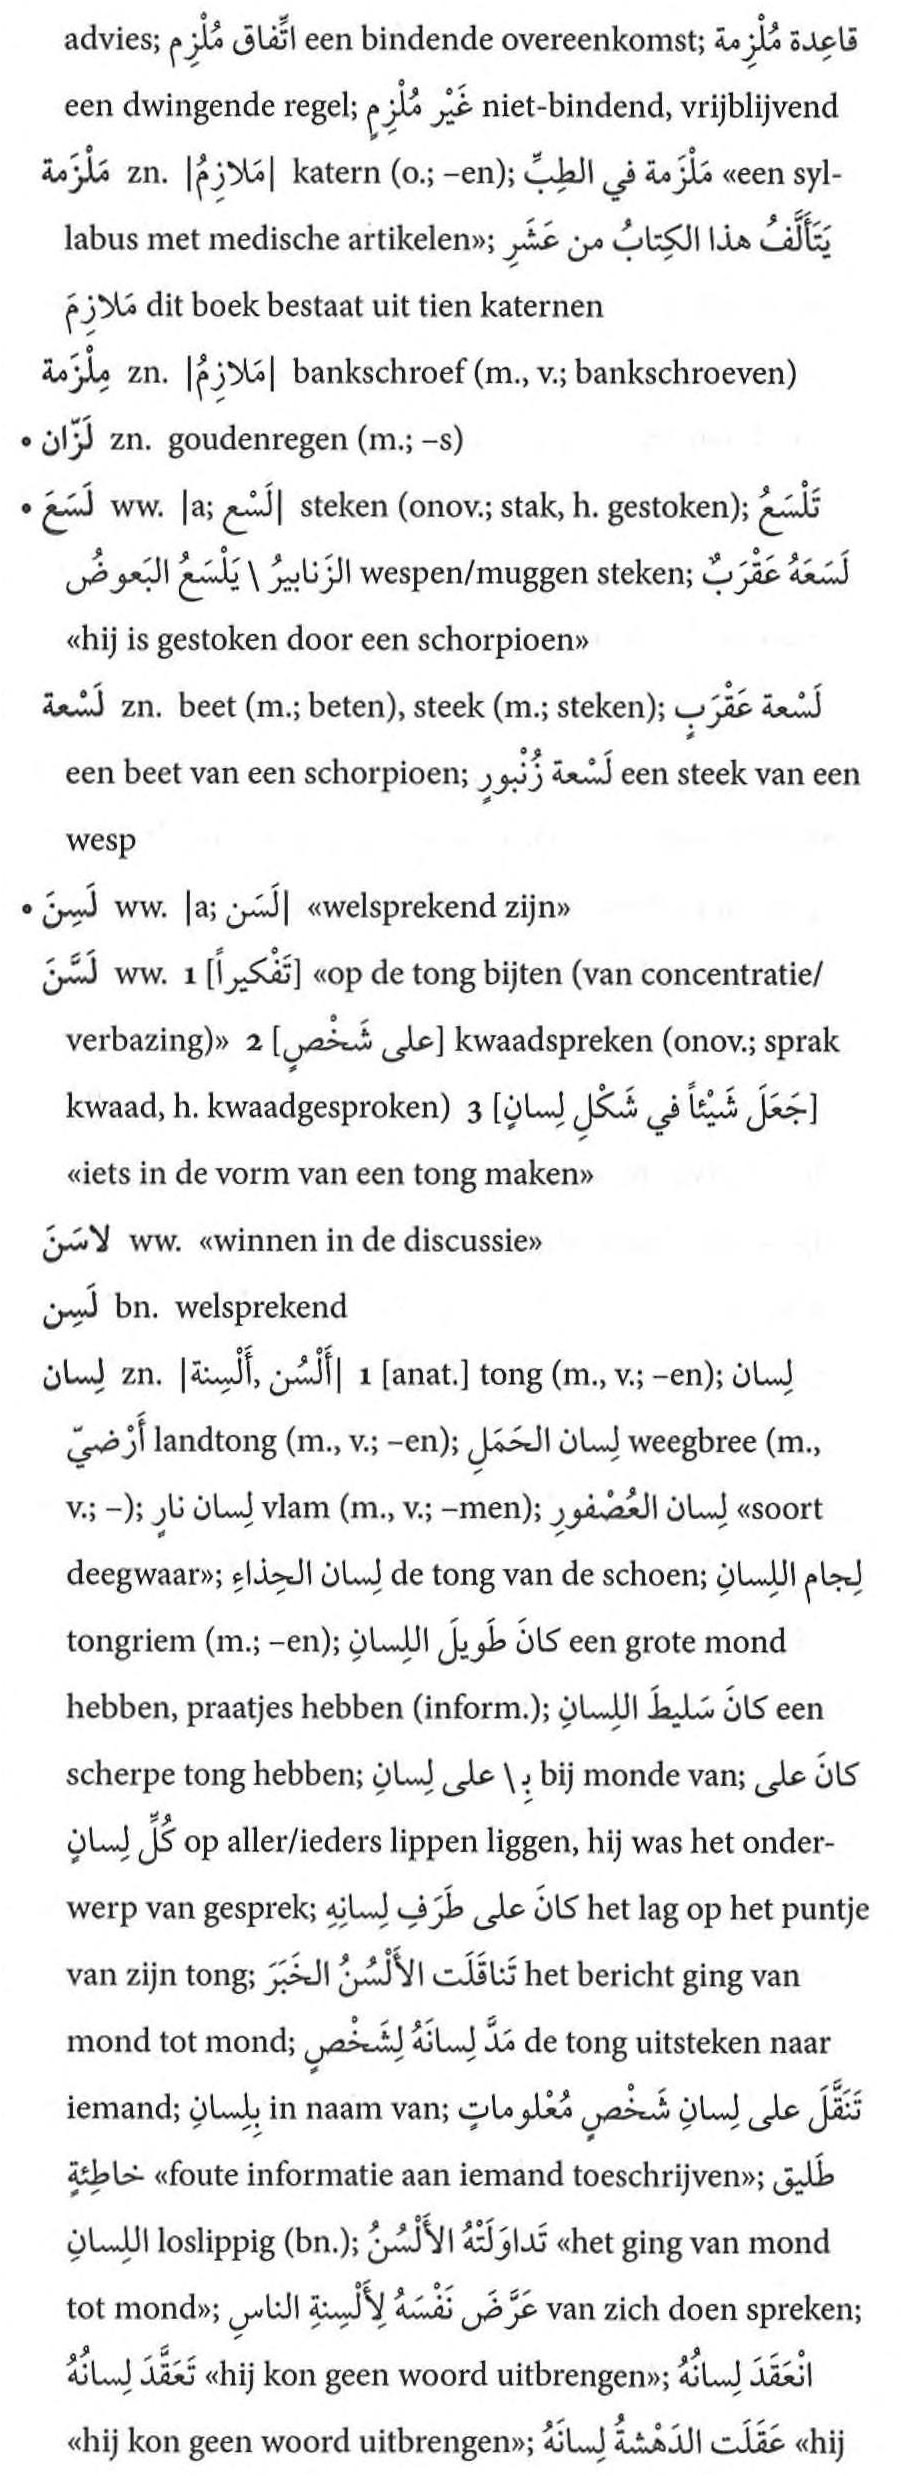 advies; اتِّفاق مُلْزِم een bindende overeenkomst; قاعِدة مُلْزِمة
een dwingende regel; غَيْر مُلْزِمٍ niet-bindend, vrijblijvend
مَلْزَمة zn. |مَلازِمُ| katern (o.; –en); مَلْزَمة في الطِبِّ «een syl-
labus met medische artikelen»; يَتَأَلَّفُ هذا الكِتابُ من عَشَرِ
مَلازِمَ dit boek bestaat uit tien katernen
مِلْزَمة zn. |مَلازِمُ| bankschroef (m., v.; bankschroeven)
• لَزّان zn. goudenregen (m.; –s)
• لَسَعَ ww. |a; لَسْع| steken (onov.; stak, h. gestoken); تَلْسَعُ
الزَنابيرُ \ يَلْسَعُ البَعوضُ wespen/muggen steken; لَسَعَهُ عَقْرَبٌ
«hij is gestoken door een schorpioen»
لَسْعة zn. beet (m.; beten), steek (m.; steken); لَسْعة عَقْرَبٍ
een beet van een schorpioen; لَسْعة زُنْبورٍ een steek van een
wesp
• لَسِنَ ww. |a; لَسَن| «welsprekend zijn»
لَسَّنَ ww. 1 [تَفْكيراً] «op de tong bijten (van concentratie/
verbazing)» 2 [على شَخْصٍ] kwaadspreken (onov.; sprak
kwaad, h. kwaadgesproken) 3 [جَعَلَ شَيْئاً في شَكْلِ لِسانٍ]
«iets in de vorm van een tong maken»
لاسَنَ ww. «winnen in de discussie»
لَسِن bn. welsprekend
لِسان zn. |أَلْسُن, أَلْسِنة| 1 [anat.] tong (m., v.; –en); لِسان
أَرْضيّ landtong (m., v.; –en); لِسان الحَمَلِ weegbree (m.,
v.; –); لِسان نارٍ vlam (m., v.; –men); لِسان العُصْفورِ «soort
deegwaar»; لِسان الحِذاءِ de tong van de schoen; لِجام اللِسانِ
tongriem (m.; –en); كانَ طَويلَ اللِسانِ een grote mond
hebben, praatjes hebben (inform.); كانَ سَليطَ اللِسانِ een
scherpe tong hebben; بِـ \ على لِسانِ bij monde van; كانَ على
كُلِّ لِسانٍ op aller/ieders lippen liggen, hij was het onder-
werp van gesprek; كانَ على طَرَفِ لِسانِهِ het lag op het puntje
van zijn tong; تَناقَلَت الأَلْسُنُ الخَبَرَ het bericht ging van
mond tot mond; مَدَّ لِسانَهُ لِشَخْصٍ de tong uitsteken naar
iemand; بِلِسانِ in naam van; تَنَقَّلَ على لِسانِ شَخْصٍ مُعْلوماتٍ
خاطِئةٍ «foute informatie aan iemand toeschrijven»; طَليق
اللِسانِ loslippig (bn.); تَداوَلَتْهُ الأَلْسُنُ «het ging van mond
tot mond»; عَرَّضَ نَفْسَهُ لِأَلْسِنةِ الناسِ van zich doen spreken;
تَعَقَّدَ لِسانُهُ «hij kon geen woord uitbrengen»; انْعَقَدَ لِسانُهُ
«hij kon geen woord uitbrengen»; عَقَلَت الدَهْشةُ لِسانَهُ «hij